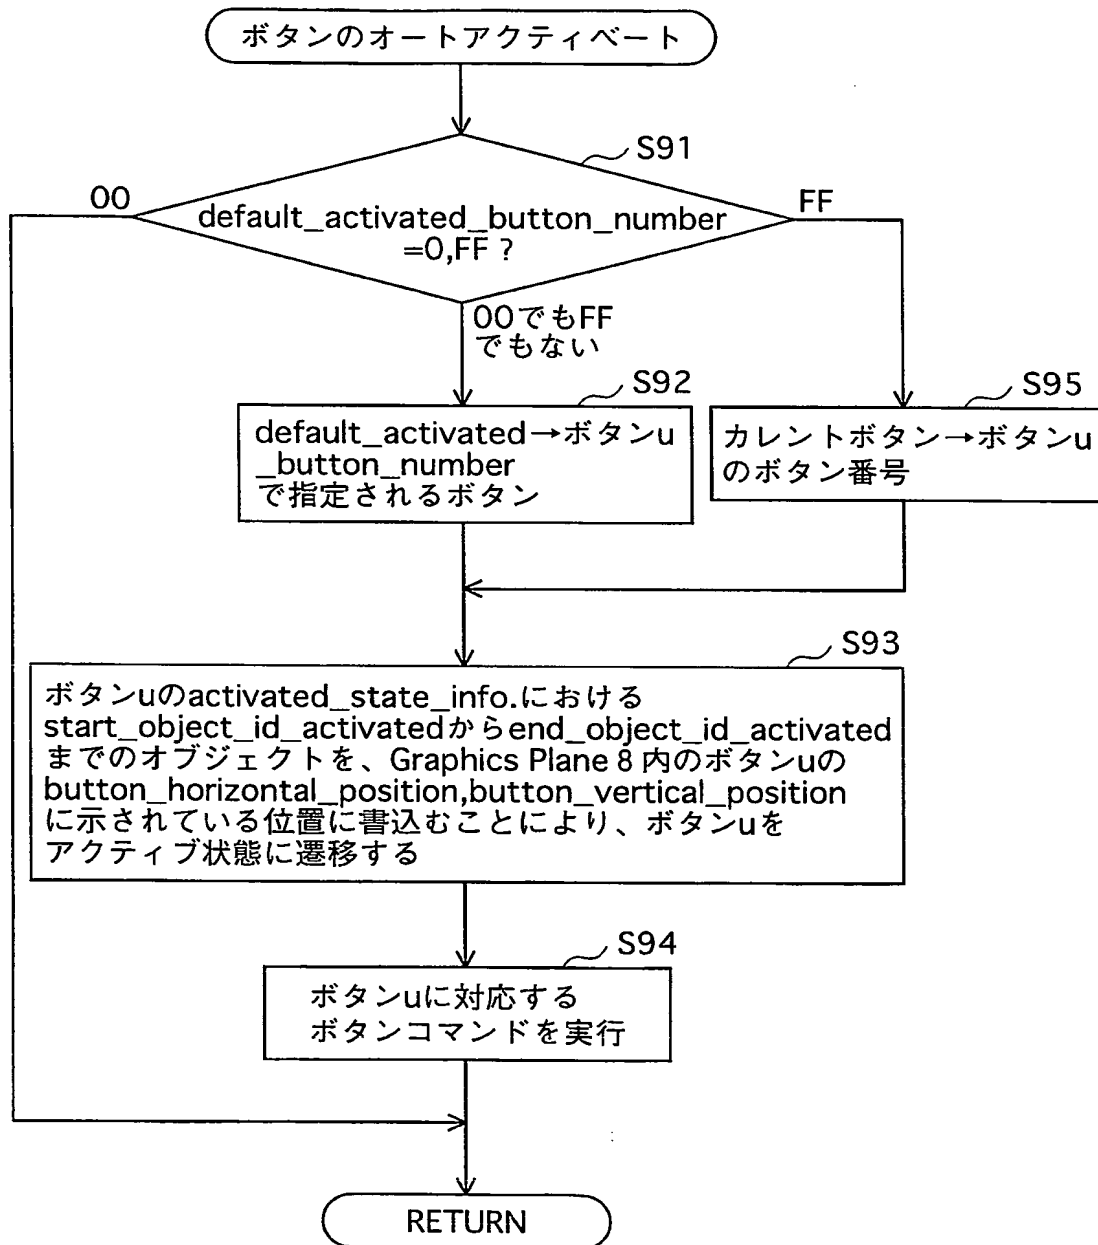 ボタンのオートアクティベート
S91
00
FF
default_activated_button_number
=0,FF ?
00でもFF
でもない
S92
default_activated→ボタンu
_button_number
で指定されるボタン
S95
カレントボタン→ボタンu
のボタン番号
S93
ボタンuのactivated_state_info.における
start_object_id_activatedからend_object_id_activated
までのオブジェクトを、Graphics Plane 8 内のボタンuの
button_horizontal_position,button_vertical_position
に示されている位置に書込むことにより、ボタンuを
アクティブ状態に遷移する
S94
ボタンuに対応する
ボタンコマンドを実行
RETURN